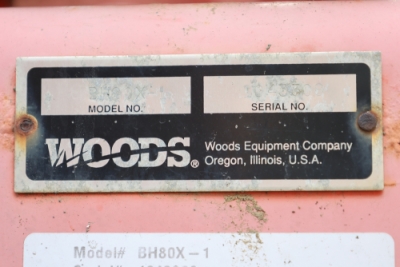 MODEL NO. SERIAL NO.
WOODS®
Woods Equipment Company
Oregon, Illinois, U.S.A.
Model# BH80X-1